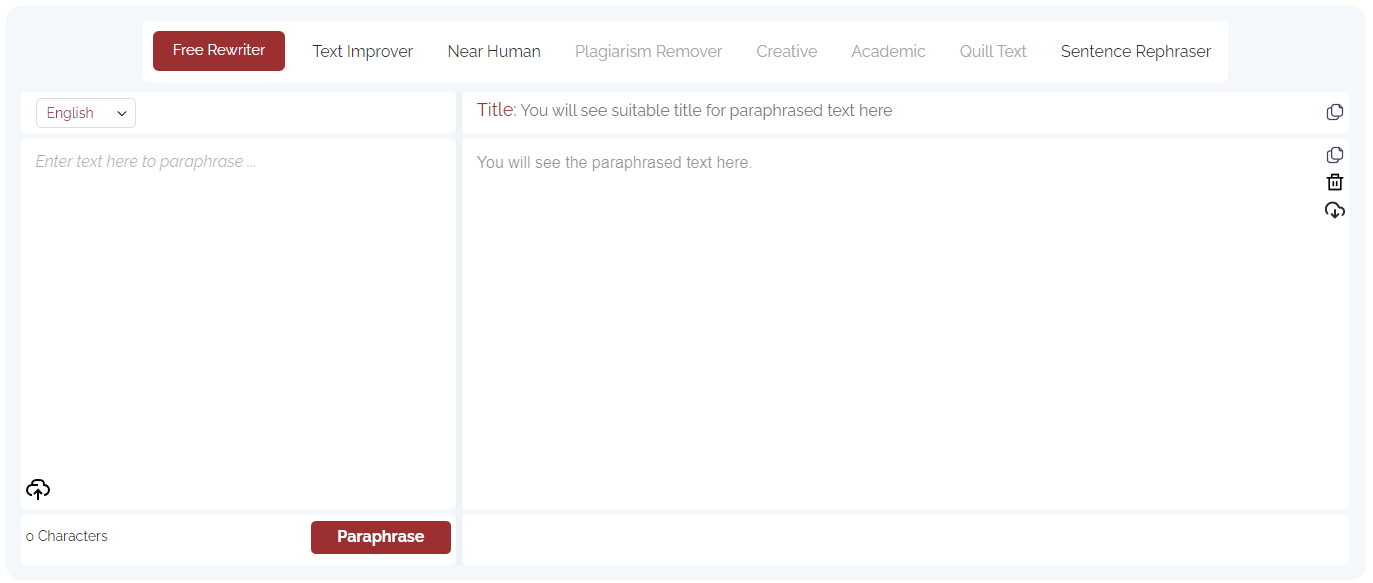 Free Rewriter Text Improver Near Human Plagiarism Remover Creative Academic Quill Text Sentence Rephraser
English
Title: You will see suitable title for paraphrased text here
Enter text here to paraphrase ...
You will see the paraphrased text here.
0 Characters
Paraphrase